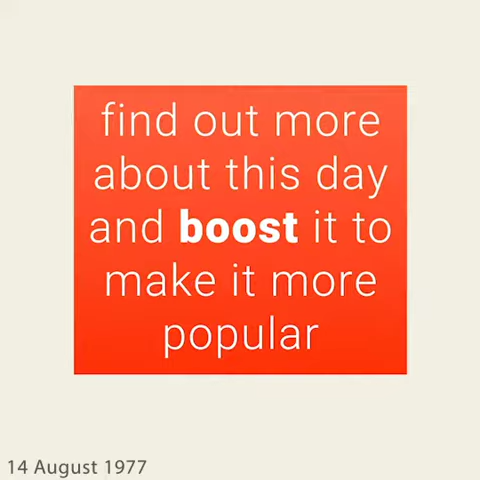 find out more
about this day
and boost it to
make it more
popular
14 August 1977